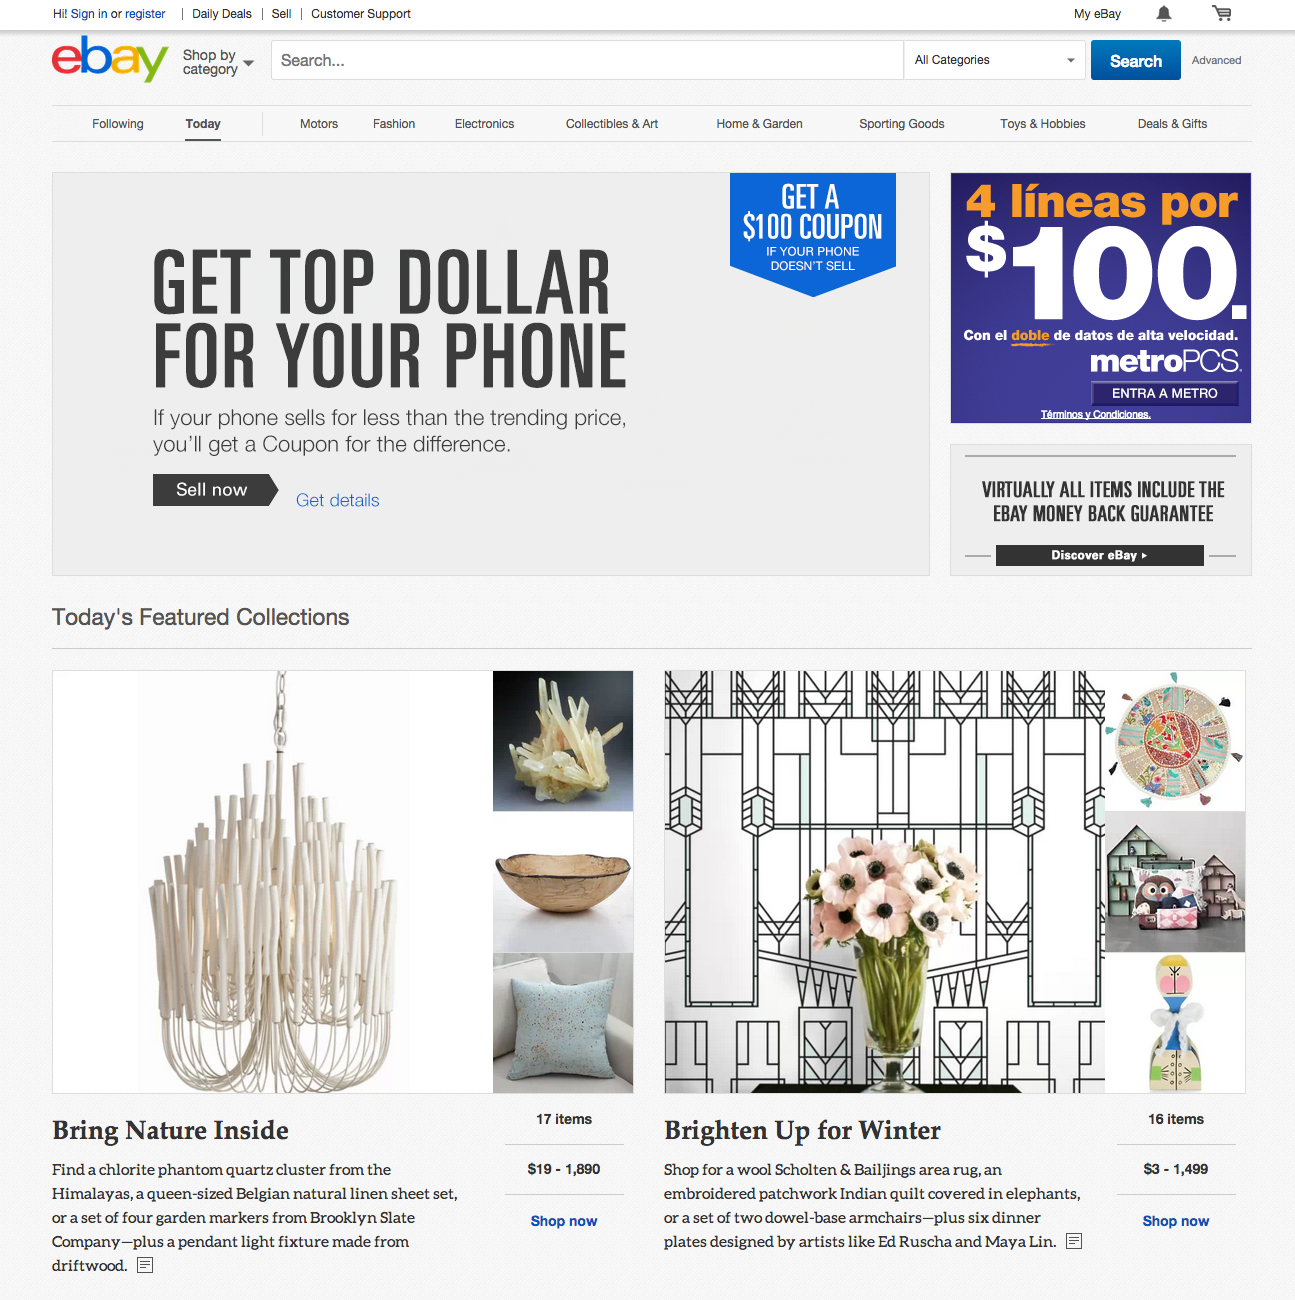 Hi! Sign in or register | Daily Deals | Sell | Customer Support
My eBay
ebay
Shop by
category
Search...
All Categories
Search
Advanced
Following
Today
Motors
Fashion
Electronics
Collectibles & Art
Home & Garden
Sporting Goods
Toys & Hobbies
Deals & Gifts
GET TOP DOLLAR
FOR YOUR PHONE
If your phone sells for less than the trending price,
you'll get a Coupon for the difference.
Sell now
Get details
GET A
$100 COUPON
IF YOUR PHONE
DOESN'T SELL
4 líneas por
$100.
Con el doble de datos de alta velocidad.
metroPCS.
ENTRA A METRO
Términos y Condiciones.
VIRTUALLY ALL ITEMS INCLUDE THE
EBAY MONEY BACK GUARANTEE
Discover eBay
Today's Featured Collections
Bring Nature Inside
Find a chlorite phantom quartz cluster from the
Himalayas, a queen-sized Belgian natural linen sheet set,
or a set of four garden markers from Brooklyn Slate
Company—plus a pendant light fixture made from
driftwood.
17 items
$19 - 1,890
Shop now
Brighten Up for Winter
Shop for a wool Scholten & Bailjings area rug, an
embroidered patchwork Indian quilt covered in elephants,
or a set of two dowel-base armchairs—plus six dinner
plates designed by artists like Ed Ruscha and Maya Lin.
16 items
$3 - 1,499
Shop now